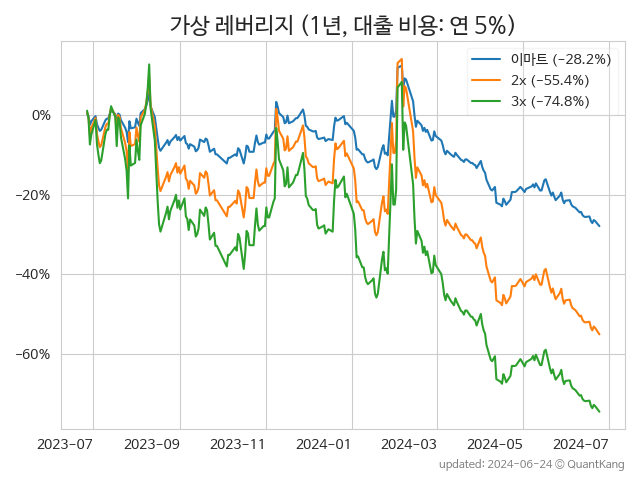 가상 레버리지 (1년, 대출 비용: 연 5%)
이마트 (−28.2%)
2x (−55.4%)
3x (−74.8%)
0%
−20%
−40%
−60%
2023-07 2023-09 2023-11 2024-01 2024-03 2024-05 2024-07
updated: 2024-06-24 © QuantKang